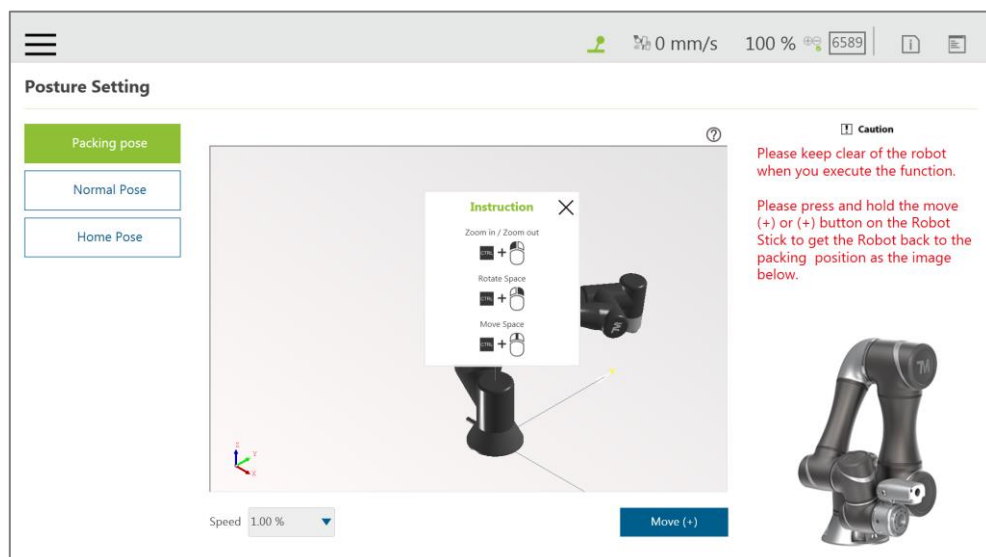 0 mm/s 100 % 6589
Posture Setting
Packing pose
Normal Pose
Home Pose
Instruction
Zoom in / Zoom out
CTRL +
Rotate Space
CTRL +
Move Space
CTRL +
TM
Z
Y
X
Speed 1.00 %
Move (+)
Caution
Please keep clear of the robot
when you execute the function.
Please press and hold the move
(+) or (+) button on the Robot
Stick to get the Robot back to the
packing position as the image
below.
TM